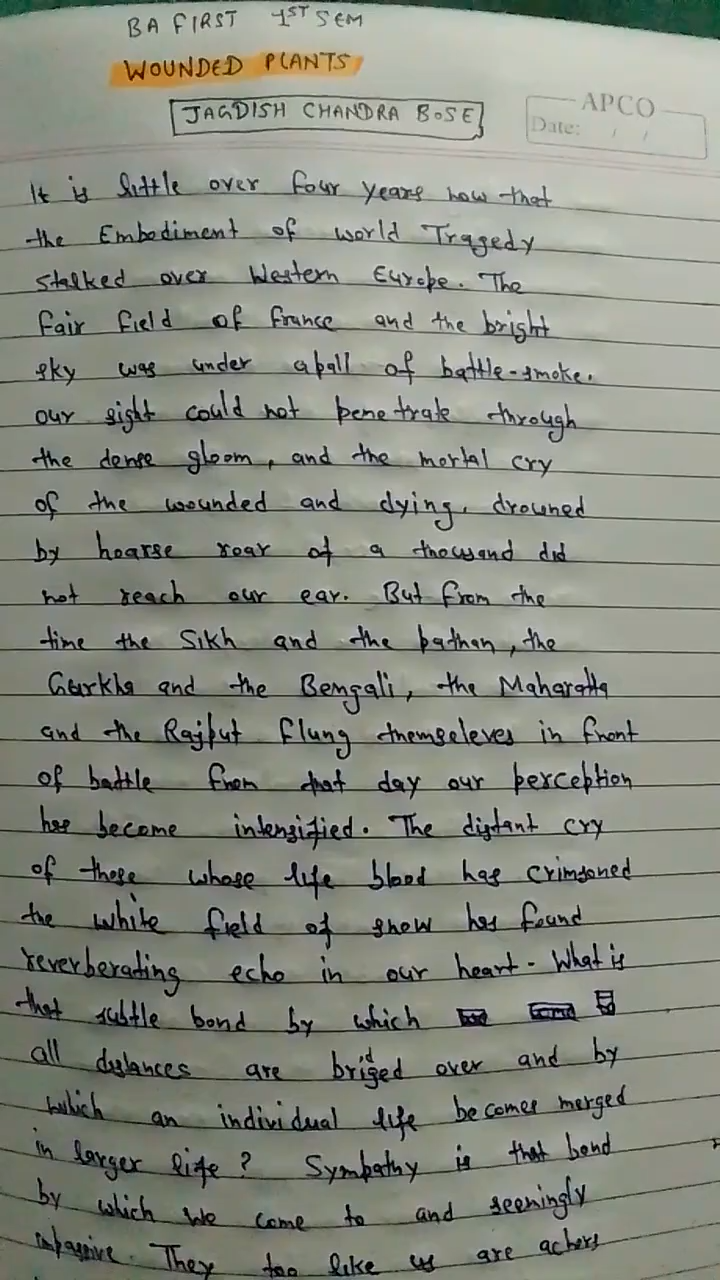 BA FIRST 1ST SEM
WOUNDED PLANTS
JAGDISH CHANDRA BOSE
APCO
Date: / /
It is little over four years now that
the Embodiment of world Tragedy
stalked over Western Europe. The
fair field of france and the bright
sky was under a pall of battle-smoke.
our sight could not penetrate through
the dense gloom, and the mortal cry
of the wounded and dying, drowned
by hoarse roar of a thousand did
not reach our ear. But from the
time the Sikh and the pathan, the
Gurkha and the Bengali, the Maharatta
and the Rajput flung themseleves in front
of battle from that day our perception
has become intensified. The distant cry
of those whose life blood has crimsoned
the white field of snow has found
reverberating echo in our heart. What is
that subtle bond by which
all distances are bridged over and by
which an individual life becomes merged
in larger life? Sympathy is that bond
by which we come to and seeningly
impassive. They too like us are